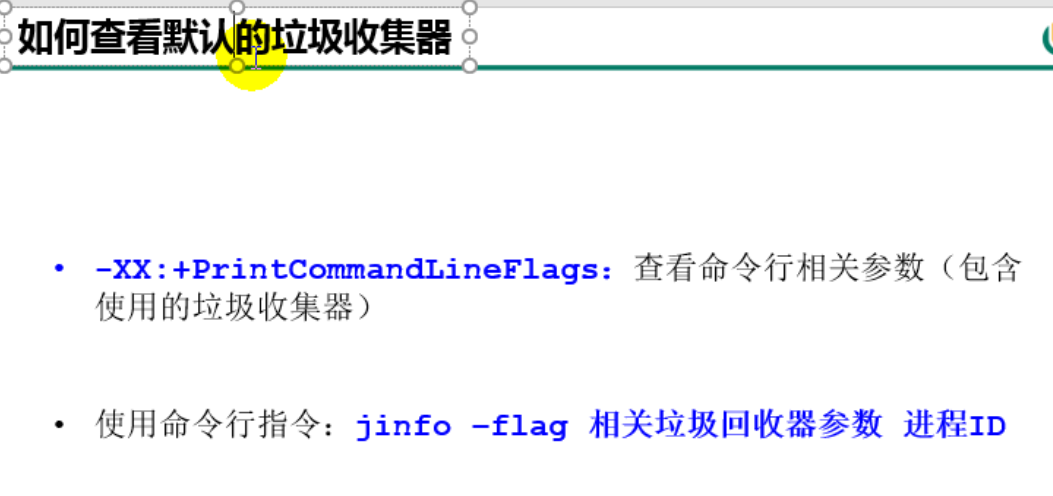 如何查看默认的垃圾收集器
• -XX:+PrintCommandLineFlags：查看命令行相关参数（包含
使用的垃圾收集器）
• 使用命令行指令：jinfo –flag 相关垃圾回收器参数 进程ID